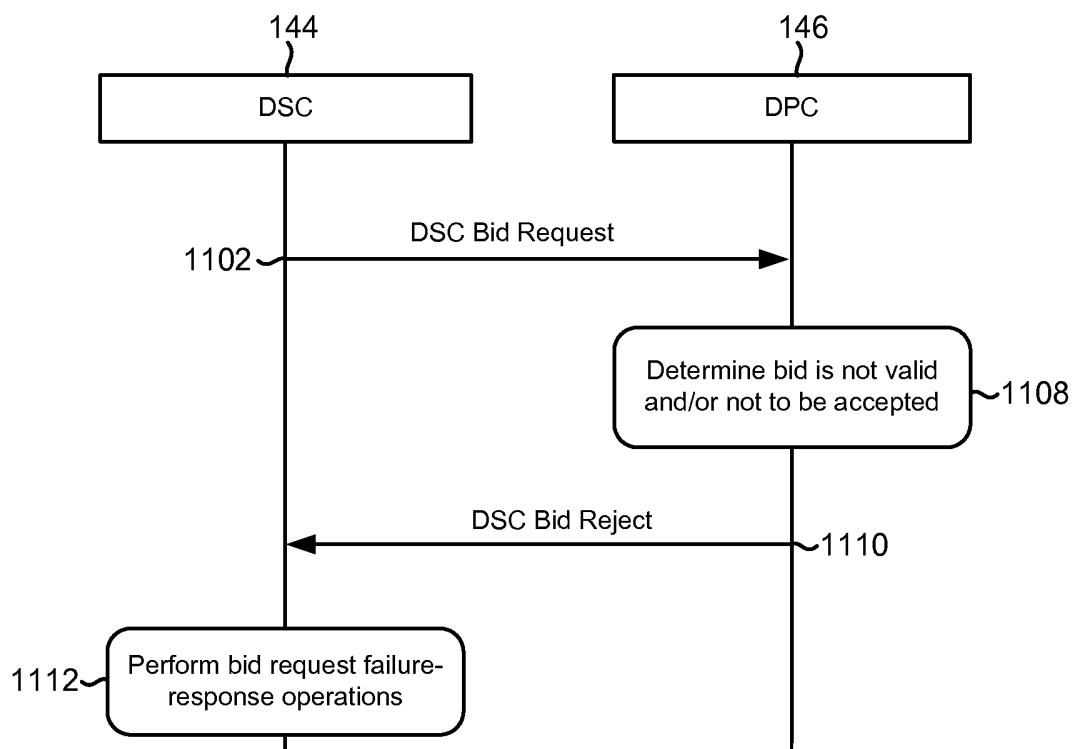 144
146
DSC
DPC
DSC Bid Request
1102
Determine bid is not valid
and/or not to be accepted
1108
DSC Bid Reject
1110
Perform bid request failure-
response operations
1112